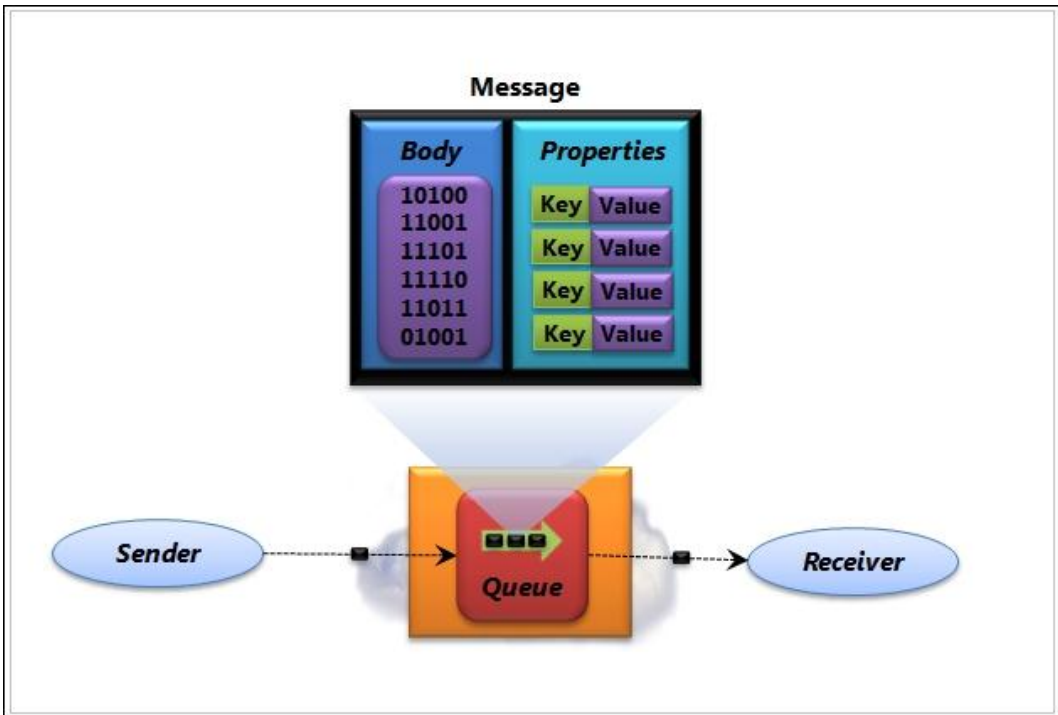 Message
Body
10100
11001
11101
11110
11011
01001
Properties
Key Value
Key Value
Key Value
Key Value
Sender
Queue
Receiver